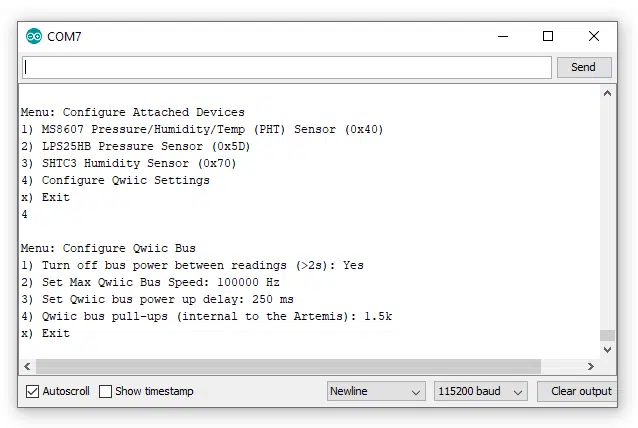 COM7
Send
Menu: Configure Attached Devices
1) MS8607 Pressure/Humidity/Temp (PHT) Sensor (0x40)
2) LPS25HB Pressure Sensor (0x5D)
3) SHTC3 Humidity Sensor (0x70)
4) Configure Qwiic Settings
x) Exit
4
Menu: Configure Qwiic Bus
1) Turn off bus power between readings (>2s): Yes
2) Set Max Qwiic Bus Speed: 100000 Hz
3) Set Qwiic bus power up delay: 250 ms
4) Qwiic bus pull-ups (internal to the Artemis): 1.5k
x) Exit
Autoscroll Show timestamp Newline 115200 baud Clear output